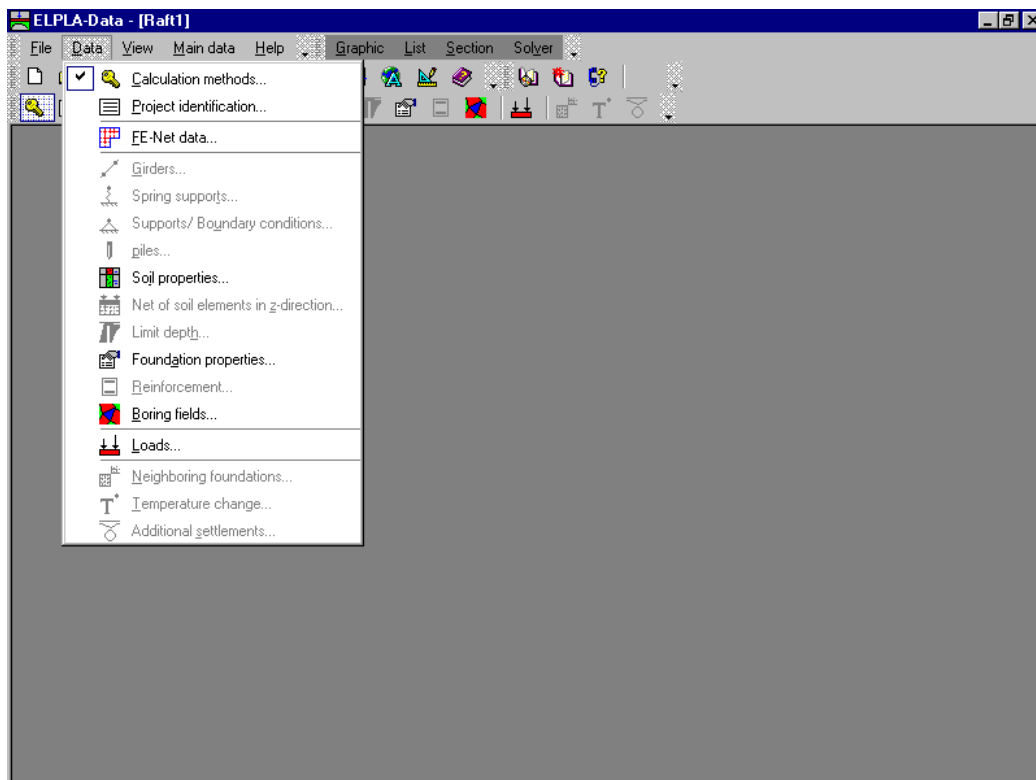 ELPLA-Data - [Raft1]
File Data View Main data Help Graphic List Section Solver
Calculation methods...
Project identification...
FE-Net data...
Girders...
Spring supports...
Supports/ Boundary conditions...
piles...
Soil properties...
Net of soil elements in z-direction...
Limit depth...
Foundation properties...
Reinforcement...
Boring fields...
Loads...
Neighboring foundations...
Temperature change...
Additional settlements...